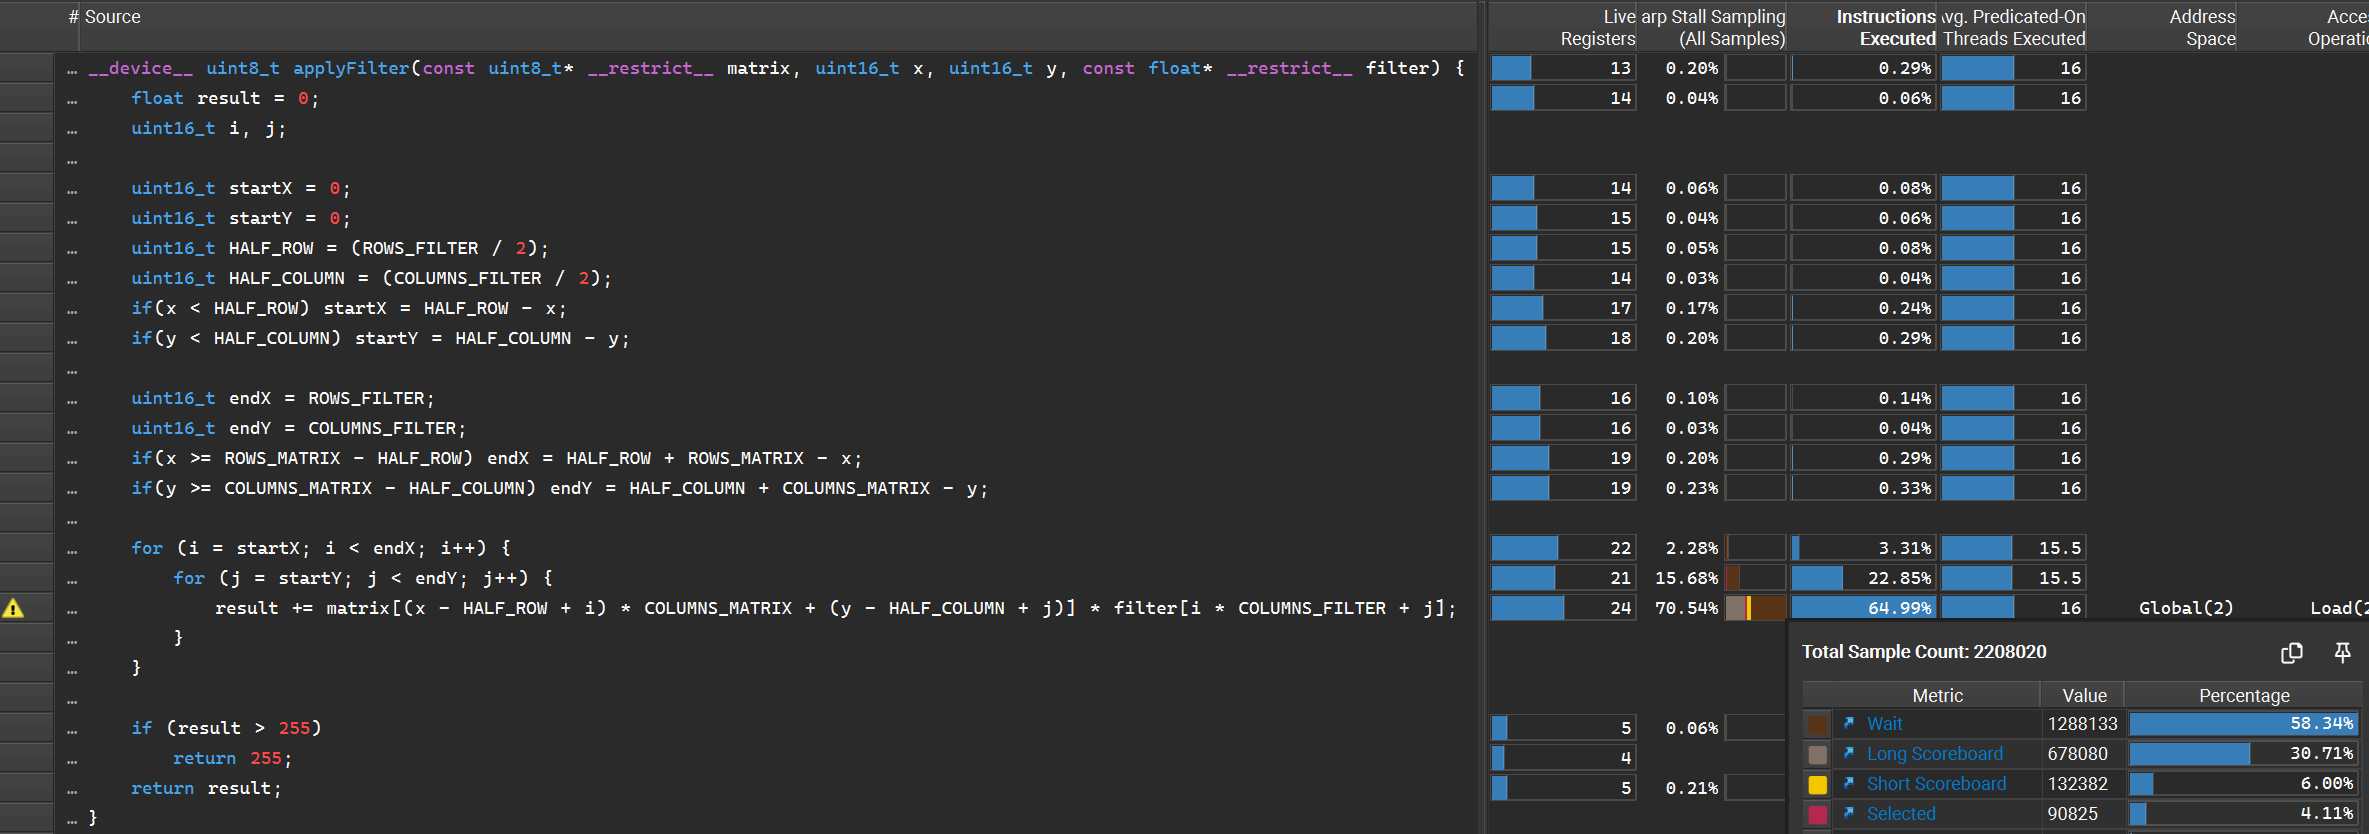 # Source Live Registers arp Stall Sampling (All Samples) Instructions Executed vg. Predicated-On Threads Executed Address Space Acce Operati
... __device__ uint8_t applyFilter(const uint8_t* __restrict__ matrix, uint16_t x, uint16_t y, const float* __restrict__ filter) { 13 0.20% 0.29% 16
... float result = 0; 14 0.04% 0.06% 16
... uint16_t i, j;
...
... uint16_t startX = 0; 14 0.06% 0.08% 16
... uint16_t startY = 0; 15 0.04% 0.06% 16
... uint16_t HALF_ROW = (ROWS_FILTER / 2); 15 0.05% 0.08% 16
... uint16_t HALF_COLUMN = (COLUMNS_FILTER / 2); 14 0.03% 0.04% 16
... if(x < HALF_ROW) startX = HALF_ROW - x; 17 0.17% 0.24% 16
... if(y < HALF_COLUMN) startY = HALF_COLUMN - y; 18 0.20% 0.29% 16
...
... uint16_t endX = ROWS_FILTER; 16 0.10% 0.14% 16
... uint16_t endY = COLUMNS_FILTER; 16 0.03% 0.04% 16
... if(x >= ROWS_MATRIX - HALF_ROW) endX = HALF_ROW + ROWS_MATRIX - x; 19 0.20% 0.29% 16
... if(y >= COLUMNS_MATRIX - HALF_COLUMN) endY = HALF_COLUMN + COLUMNS_MATRIX - y; 19 0.23% 0.33% 16
...
... for (i = startX; i < endX; i++) { 22 2.28% 3.31% 15.5
... for (j = startY; j < endY; j++) { 21 15.68% 22.85% 15.5
... result += matrix[(x - HALF_ROW + i) * COLUMNS_MATRIX + (y - HALF_COLUMN + j)] * filter[i * COLUMNS_FILTER + j]; 24 70.54% 64.99% 16 Global(2) Load(2
... }
... }
...
... if (result > 255) 5 0.06%
... return 255; 4
... return result; 5 0.21%
... }
Total Sample Count: 2208020
Metric Value Percentage
Wait 1288133 58.34%
Long Scoreboard 678080 30.71%
Short Scoreboard 132382 6.00%
Selected 90825 4.11%